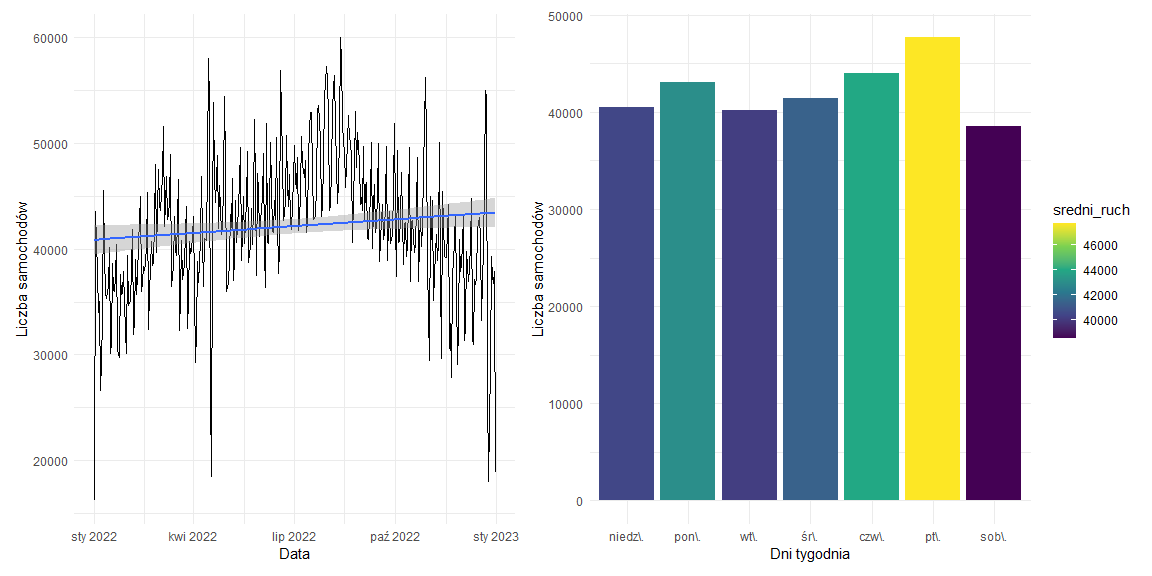 Liczba samochodów
60000
50000
40000
30000
20000
sty 2022
kwi 2022
lip 2022
paź 2022
sty 2023
Data
Liczba samochodów
50000
40000
30000
20000
10000
0
niedz\.
pon\.
wt\.
śr\.
czw\.
pt\.
sob\.
Dni tygodnia
sredni_ruch
46000
44000
42000
40000